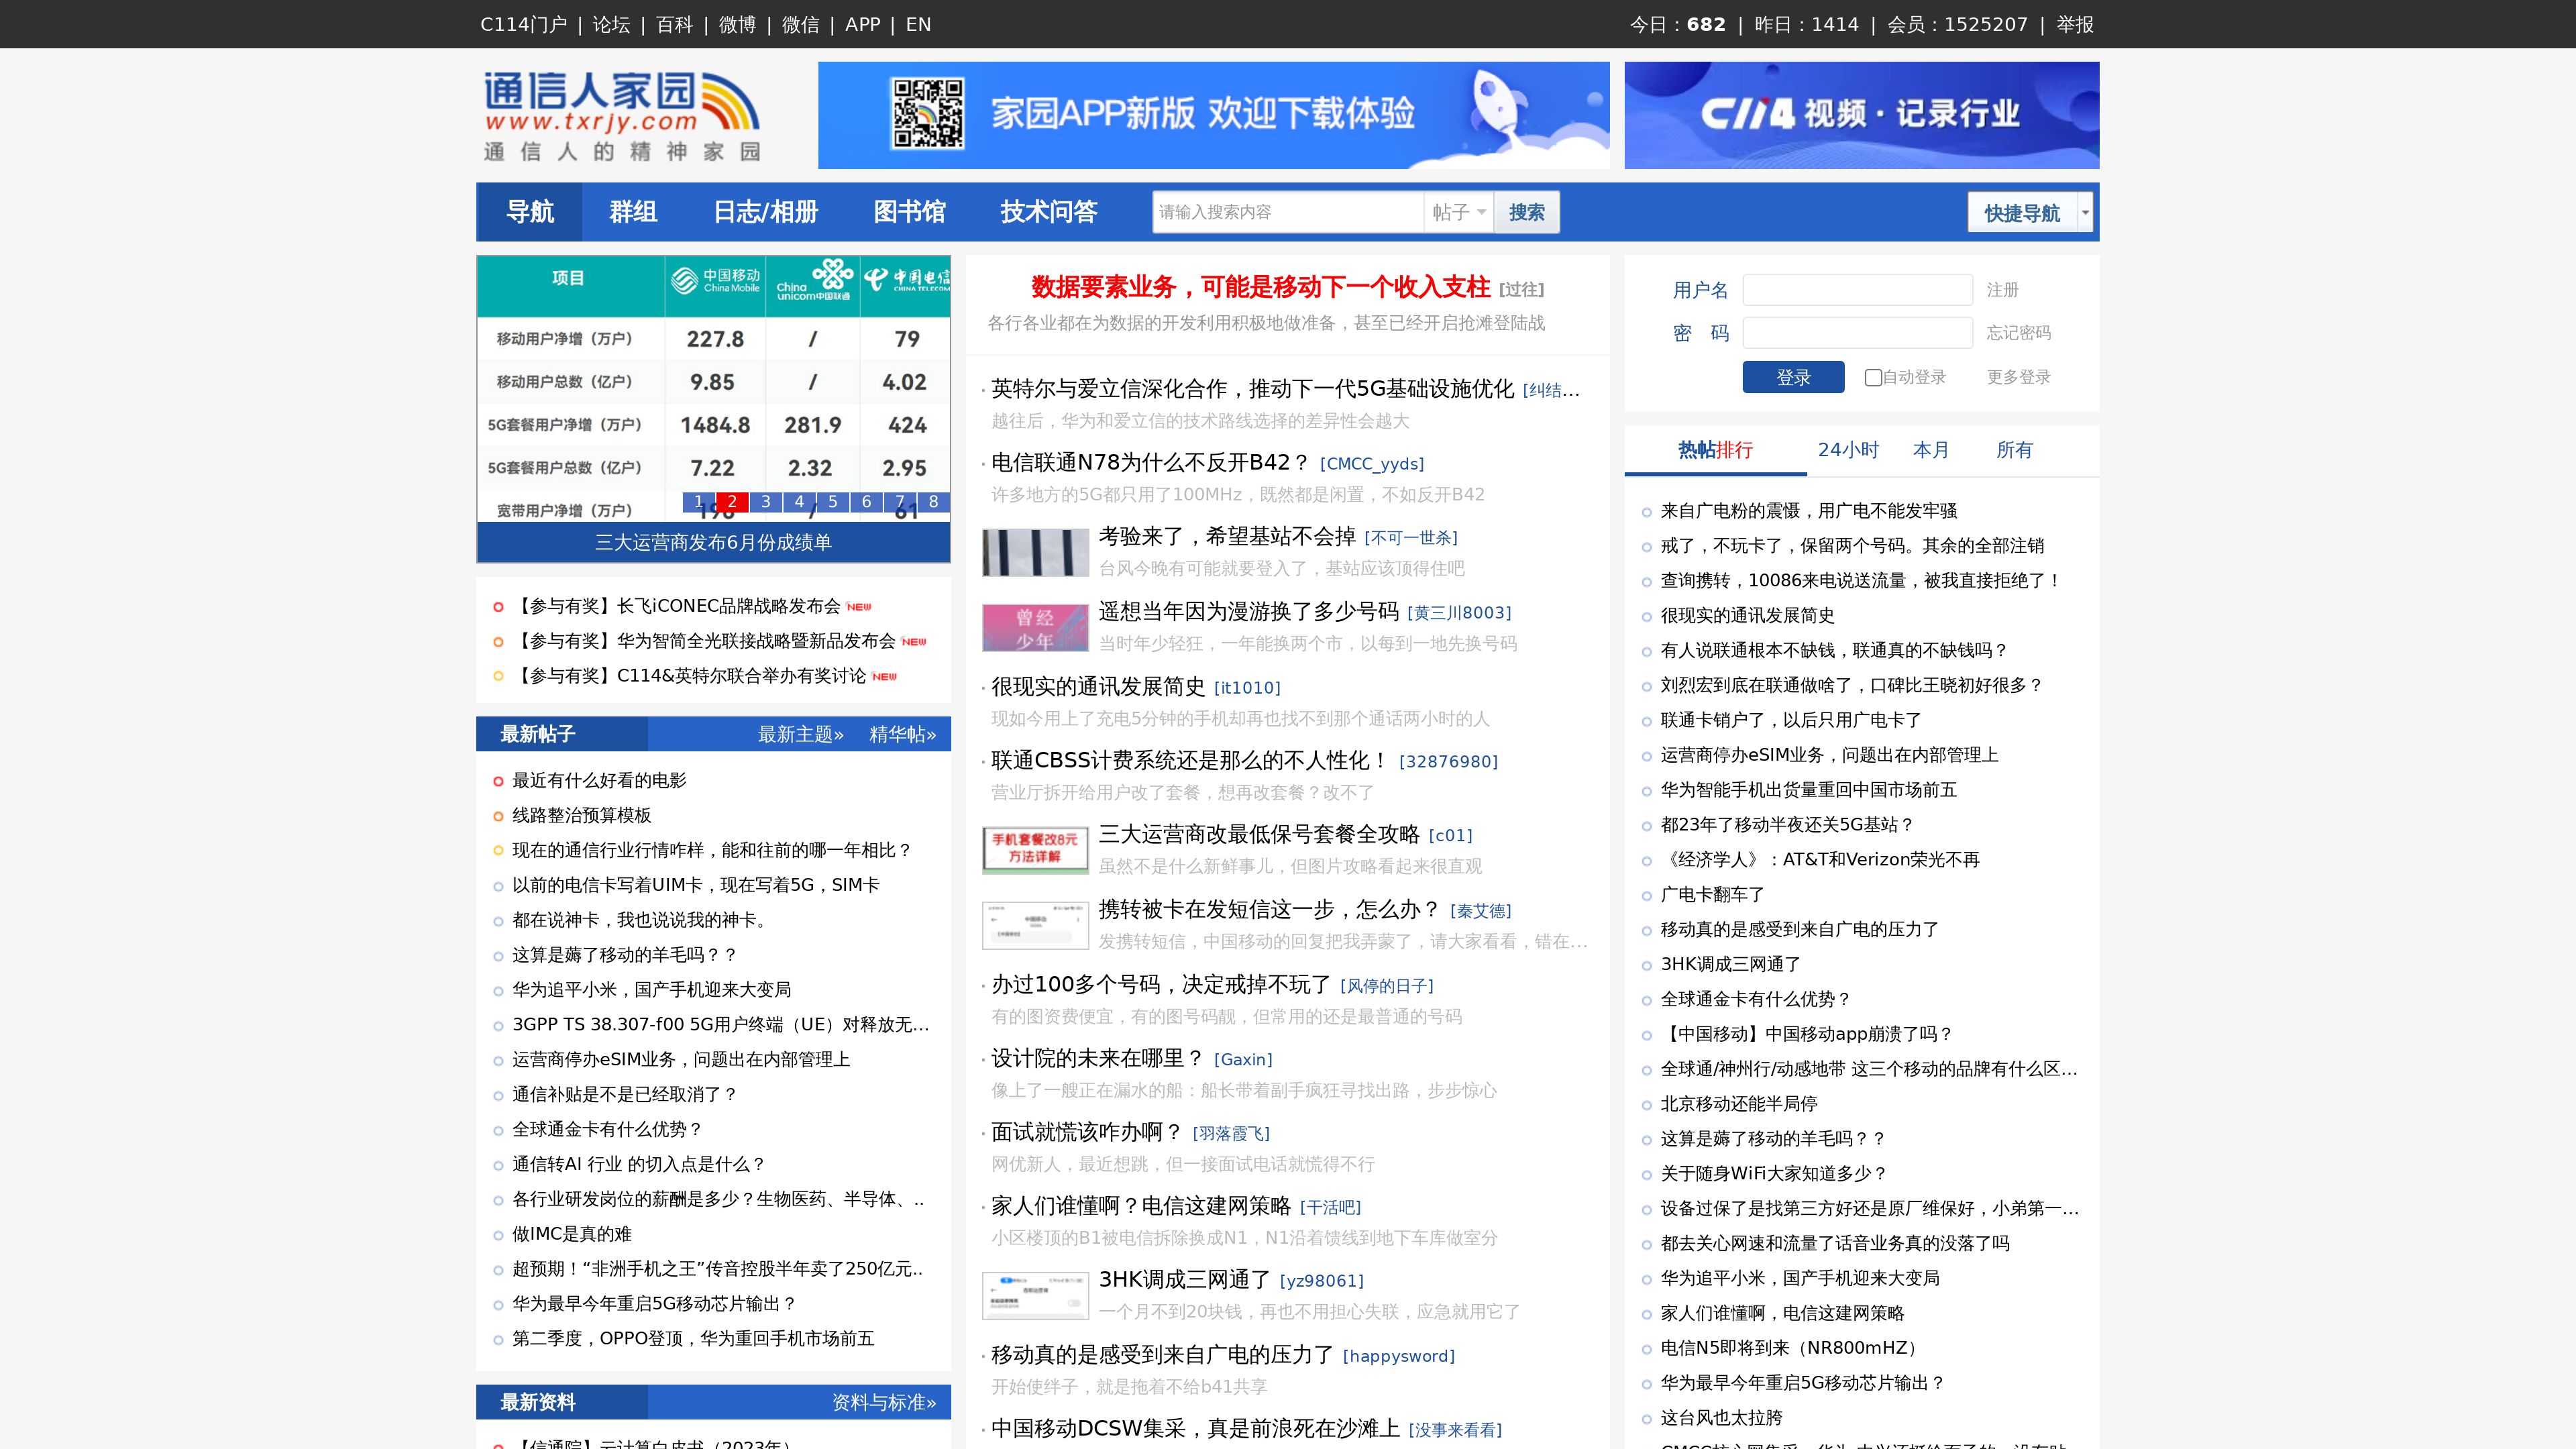 C114门户 | 论坛 | 百科 | 微博 | 微信 | APP | EN
今日：682 | 昨日：1414 | 会员：1525207 | 举报
通信人家园
www.txrjy.com
通信人的精神家园
家园APP新版 欢迎下载体验
C114 视频·记录行业
导航 群组 日志/相册 图书馆 技术问答 请输入搜索内容 帖子 搜索 快捷导航
项目 中国移动 China Mobile China unicom中国联通 中国电信 CHINA TELECOM
移动用户净增（万户） 227.8 / 79
移动用户总数（亿户） 9.85 / 4.02
5G套餐用户净增（万户） 1484.8 281.9 424
5G套餐用户总数（亿户） 7.22 2.32 2.95
宽带用户净增（万户） 198 / 61
1 2 3 4 5 6 7 8
三大运营商发布6月份成绩单
【参与有奖】长飞iCONEC品牌战略发布会 NEW
【参与有奖】华为智简全光联接战略暨新品发布会 NEW
【参与有奖】C114&英特尔联合举办有奖讨论 NEW
最新帖子 最新主题» 精华帖»
最近有什么好看的电影
线路整治预算模板
现在的通信行业行情咋样，能和往前的哪一年相比？
以前的电信卡写着UIM卡，现在写着5G，SIM卡
都在说神卡，我也说说我的神卡。
这算是薅了移动的羊毛吗？？
华为追平小米，国产手机迎来大变局
3GPP TS 38.307-f00 5G用户终端（UE）对释放无…
运营商停办eSIM业务，问题出在内部管理上
通信补贴是不是已经取消了？
全球通金卡有什么优势？
通信转AI 行业 的切入点是什么？
各行业研发岗位的薪酬是多少？生物医药、半导体、..
做IMC是真的难
超预期！“非洲手机之王”传音控股半年卖了250亿元..
华为最早今年重启5G移动芯片输出？
第二季度，OPPO登顶，华为重回手机市场前五
最新资料 资料与标准»
【信通院】云计算白皮书（2023年）
数据要素业务，可能是移动下一个收入支柱 [过往]
各行各业都在为数据的开发利用积极地做准备，甚至已经开启抢滩登陆战
英特尔与爱立信深化合作，推动下一代5G基础设施优化 [纠结…
越往后，华为和爱立信的技术路线选择的差异性会越大
电信联通N78为什么不反开B42？ [CMCC_yyds]
许多地方的5G都只用了100MHz，既然都是闲置，不如反开B42
考验来了，希望基站不会掉 [不可一世杀]
台风今晚有可能就要登入了，基站应该顶得住吧
曾经
少年
遥想当年因为漫游换了多少号码 [黄三川8003]
当时年少轻狂，一年能换两个市，以每到一地先换号码
很现实的通讯发展简史 [it1010]
现如今用上了充电5分钟的手机却再也找不到那个通话两小时的人
联通CBSS计费系统还是那么的不人性化！ [32876980]
营业厅拆开给用户改了套餐，想再改套餐？改不了
手机套餐改8元
方法详解
三大运营商改最低保号套餐全攻略 [c01]
虽然不是什么新鲜事儿，但图片攻略看起来很直观
携转被卡在发短信这一步，怎么办？ [秦艾德]
发携转短信，中国移动的回复把我弄蒙了，请大家看看，错在…
办过100多个号码，决定戒掉不玩了 [风停的日子]
有的图资费便宜，有的图号码靓，但常用的还是最普通的号码
设计院的未来在哪里？ [Gaxin]
像上了一艘正在漏水的船：船长带着副手疯狂寻找出路，步步惊心
面试就慌该咋办啊？ [羽落霞飞]
网优新人，最近想跳，但一接面试电话就慌得不行
家人们谁懂啊？电信这建网策略 [干活吧]
小区楼顶的B1被电信拆除换成N1，N1沿着馈线到地下车库做室分
3HK调成三网通了 [yz98061]
一个月不到20块钱，再也不用担心失联，应急就用它了
移动真的是感受到来自广电的压力了 [happysword]
开始使绊子，就是拖着不给b41共享
中国移动DCSW集采，真是前浪死在沙滩上 [没事来看看]
用户名 注册
密 码 忘记密码
登录 自动登录 更多登录
热帖排行 24小时 本月 所有
来自广电粉的震慑，用广电不能发牢骚
戒了，不玩卡了，保留两个号码。其余的全部注销
查询携转，10086来电说送流量，被我直接拒绝了！
很现实的通讯发展简史
有人说联通根本不缺钱，联通真的不缺钱吗？
刘烈宏到底在联通做啥了，口碑比王晓初好很多？
联通卡销户了，以后只用广电卡了
运营商停办eSIM业务，问题出在内部管理上
华为智能手机出货量重回中国市场前五
都23年了移动半夜还关5G基站？
《经济学人》：AT&T和Verizon荣光不再
广电卡翻车了
移动真的是感受到来自广电的压力了
3HK调成三网通了
全球通金卡有什么优势？
【中国移动】中国移动app崩溃了吗？
全球通/神州行/动感地带 这三个移动的品牌有什么区…
北京移动还能半局停
这算是薅了移动的羊毛吗？？
关于随身WiFi大家知道多少？
设备过保了是找第三方好还是原厂维保好，小弟第一…
都去关心网速和流量了话音业务真的没落了吗
华为追平小米，国产手机迎来大变局
家人们谁懂啊，电信这建网策略
电信N5即将到来（NR800mHZ）
华为最早今年重启5G移动芯片输出？
这台风也太拉胯